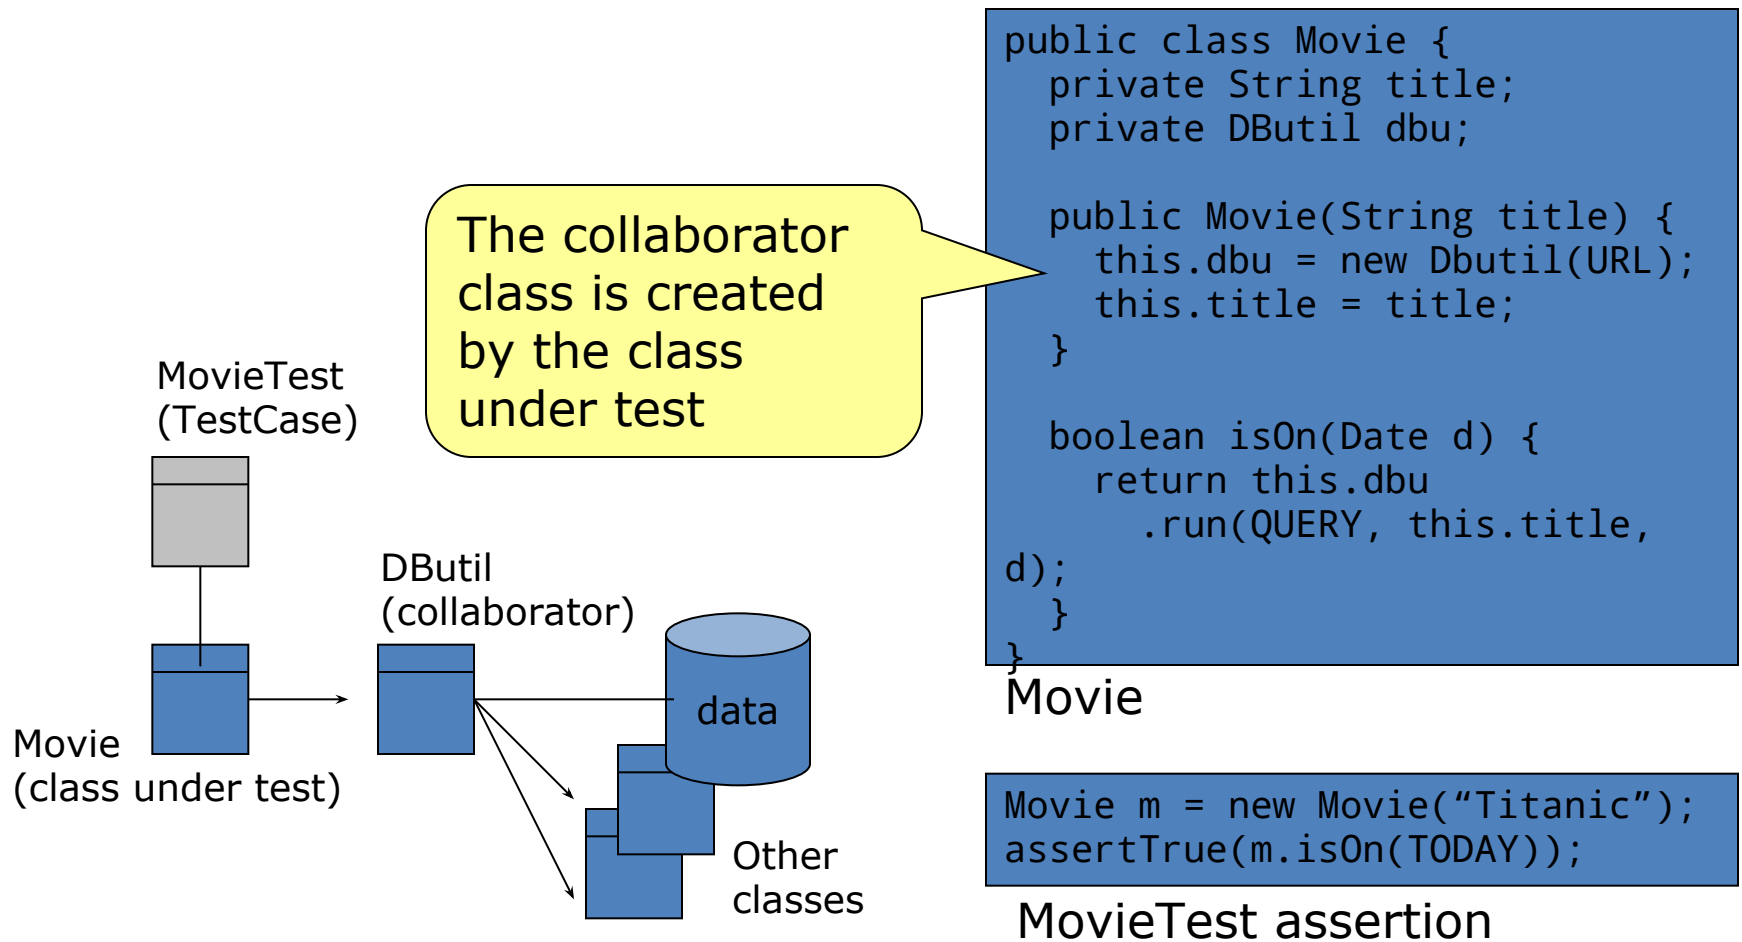 public class Movie {
  private String title;
  private DButil dbu;

  public Movie(String title) {
    this.dbu = new Dbutil(URL);
    this.title = title;
  }

  boolean isOn(Date d) {
    return this.dbu
      .run(QUERY, this.title,
d);
  }
}
Movie
The collaborator
class is created
by the class
under test
MovieTest
(TestCase)
DButil
(collaborator)
data
Movie
(class under test)
Other
classes
Movie m = new Movie(“Titanic”);
assertTrue(m.isOn(TODAY));
MovieTest assertion